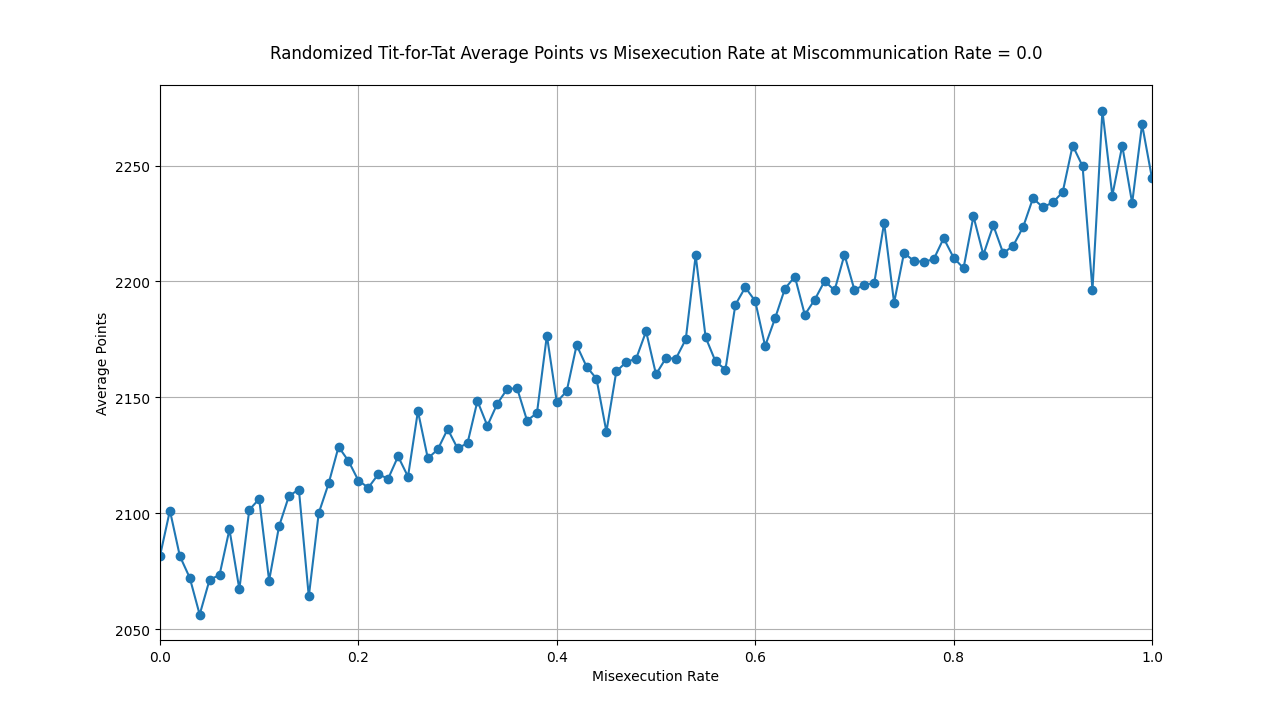 Randomized Tit-for-Tat Average Points vs Misexecution Rate at Miscommunication Rate = 0.0
2250
2200
2150
2100
2050
Average Points
0.0 0.2 0.4 0.6 0.8 1.0
Misexecution Rate